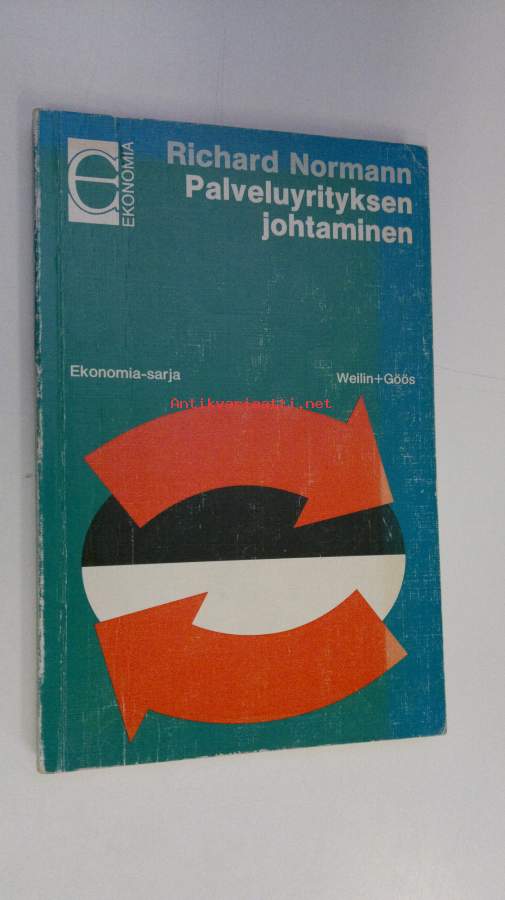 EKONOMIA
Richard Normann
Palveluyrityksen
johtaminen
Ekonomia-sarja
Weilin+Göös
Antikvariaatti.net